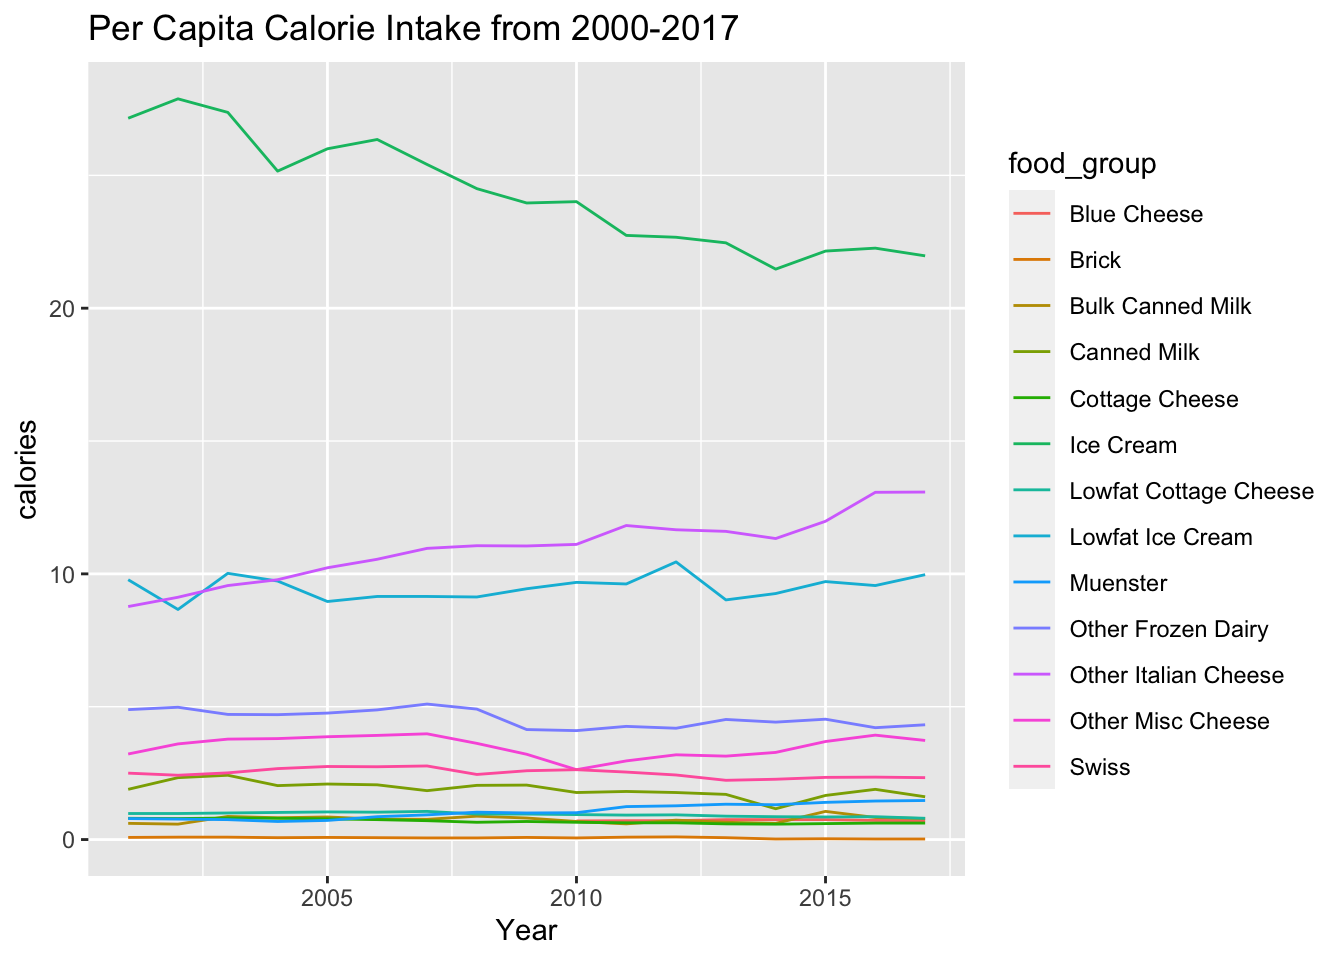 Per Capita Calorie Intake from 2000-2017
calories
20
10
0
2005
2010
2015
Year
food_group
Blue Cheese
Brick
Bulk Canned Milk
Canned Milk
Cottage Cheese
Ice Cream
Lowfat Cottage Cheese
Lowfat Ice Cream
Muenster
Other Frozen Dairy
Other Italian Cheese
Other Misc Cheese
Swiss